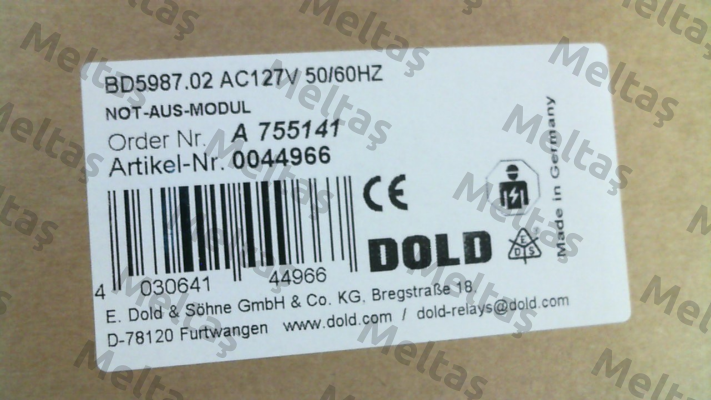 BD5987.02 AC127V 50/60HZ
NOT-AUS-MODUL
Order Nr. A 755141
Artikel-Nr. 0044966
CE
Made in Germany
DOLD
EDS
4 030641 44966
E. Dold & Söhne GmbH & Co. KG, Bregstraße 18,
D-78120 Furtwangen www.dold.com / dold-relays@dold.com
Meltaş